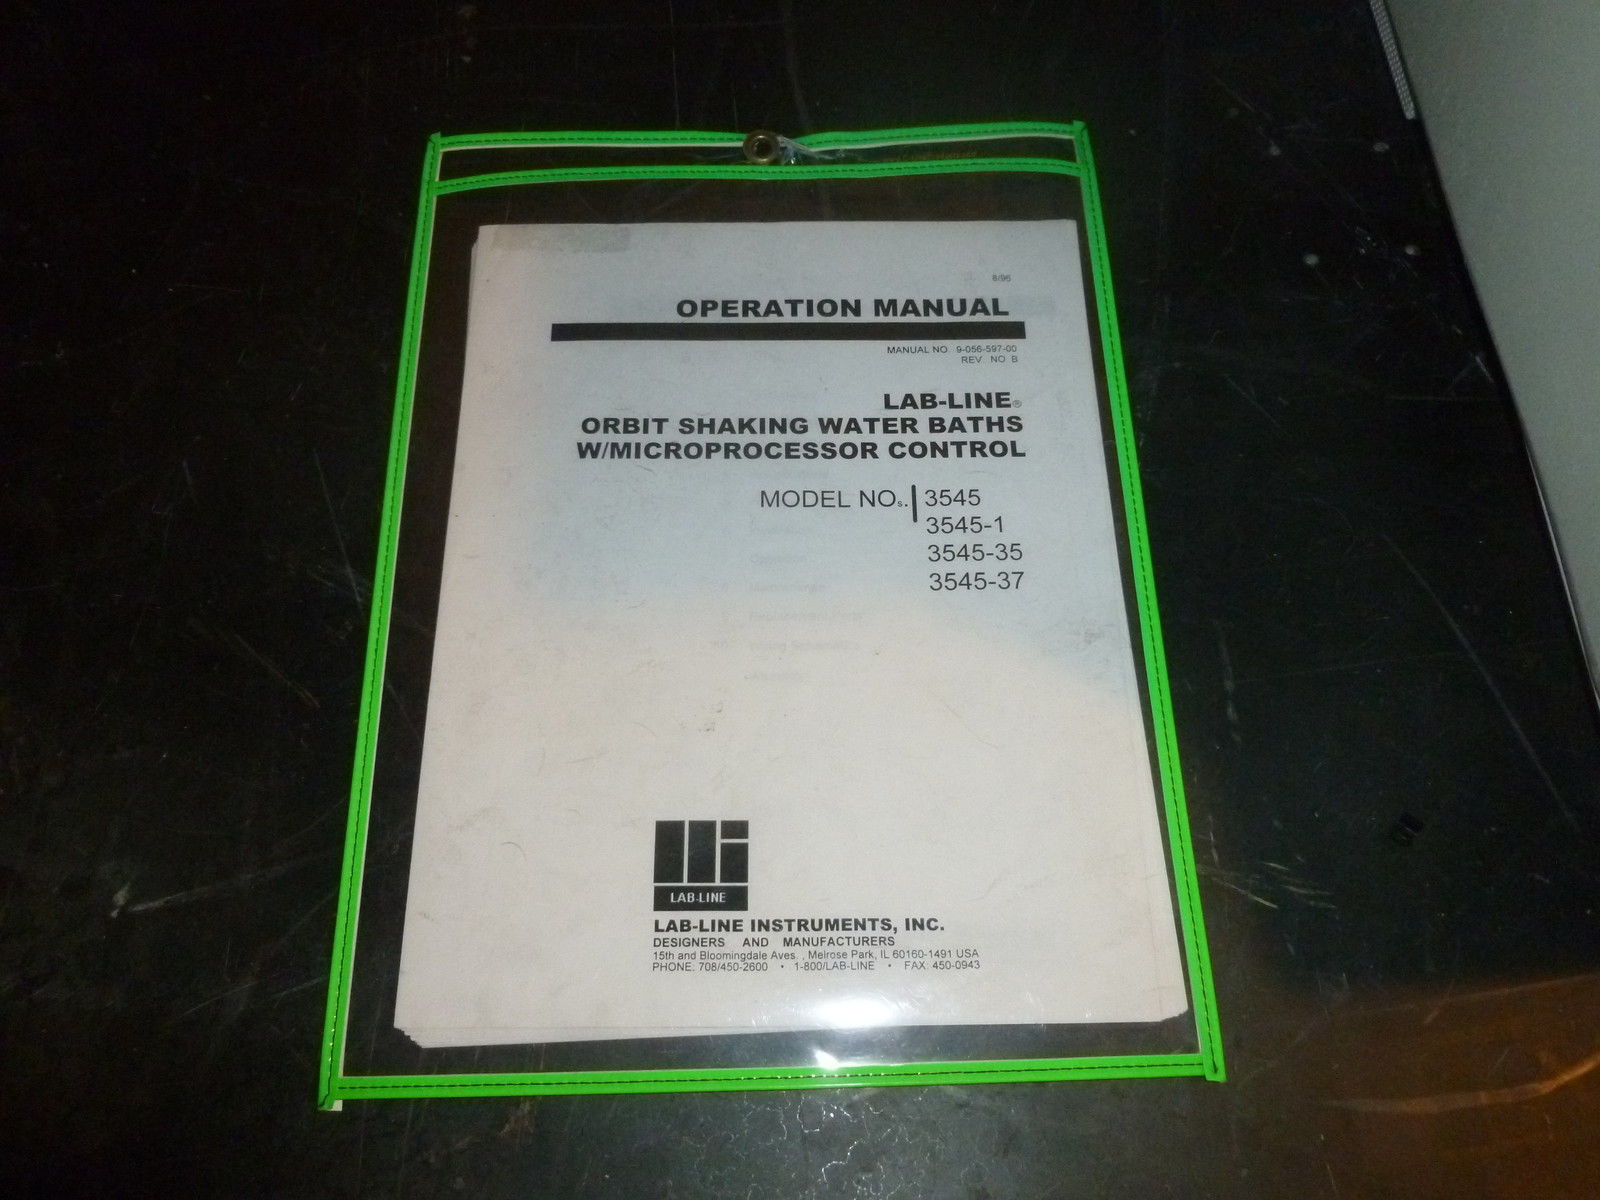 8/96
OPERATION MANUAL
MANUAL NO. 9-056-597-00
REV. NO B
LAB-LINE®
ORBIT SHAKING WATER BATHS
W/MICROPROCESSOR CONTROL
MODEL NOs. 3545
3545-1
3545-35
3545-37
LAB-LINE
LAB-LINE INSTRUMENTS, INC.
DESIGNERS AND MANUFACTURERS
15th and Bloomingdale Aves., Melrose Park, IL 60160-1491 USA
PHONE: 708/450-2600 • 1-800/LAB-LINE • FAX: 450-0943